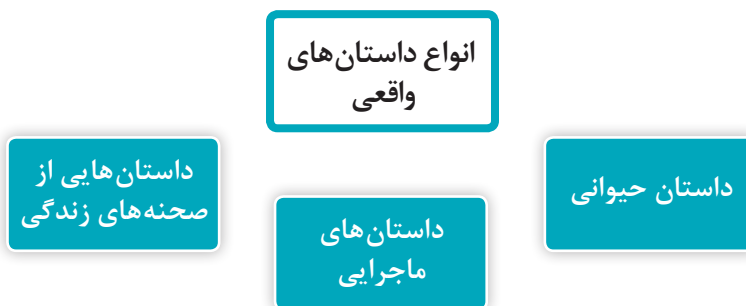 انواع داستان‌های
واقعی
داستان حیوانی
داستان‌های
ماجرایی
داستان‌هایی از
صحنه‌های زندگی